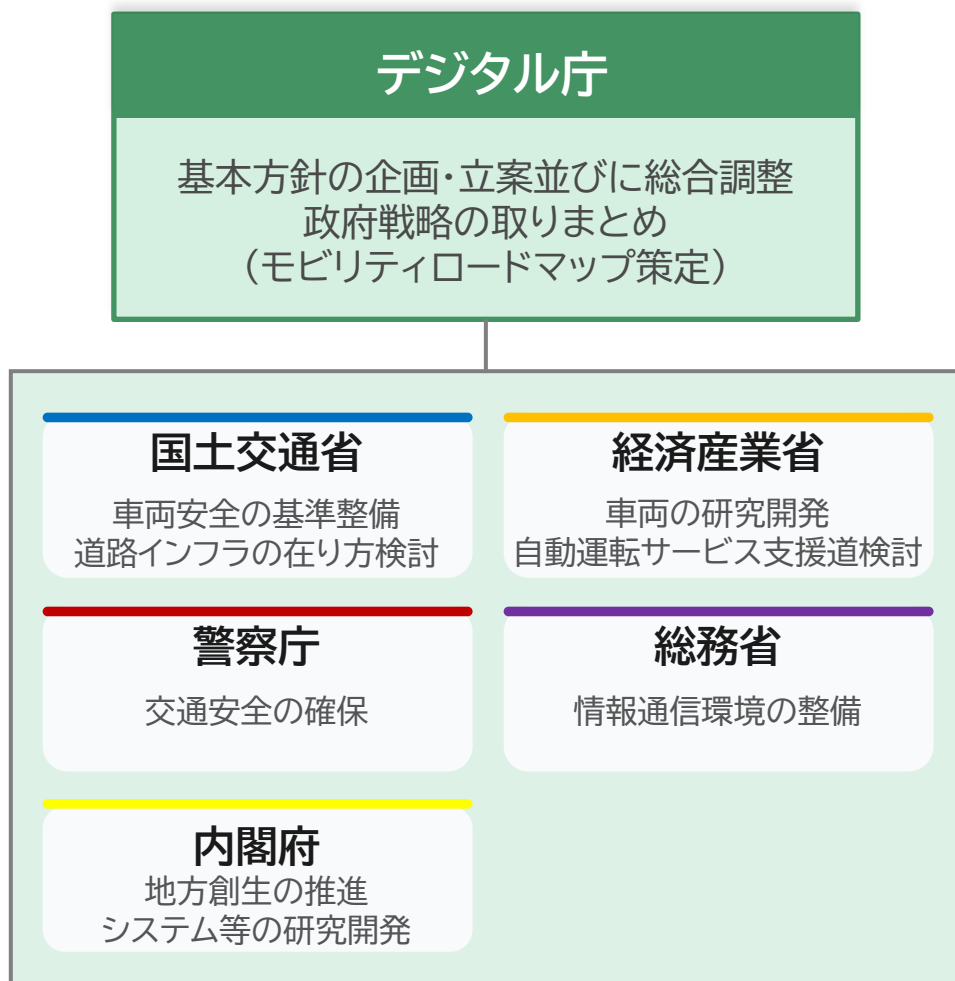 デジタル庁
基本方針の企画・立案並びに総合調整
政府戦略の取りまとめ
（モビリティロードマップ策定）
国土交通省
車両安全の基準整備
道路インフラの在り方検討
経済産業省
車両の研究開発
自動運転サービス支援道検討
警察庁
交通安全の確保
総務省
情報通信環境の整備
内閣府
地方創生の推進
システム等の研究開発